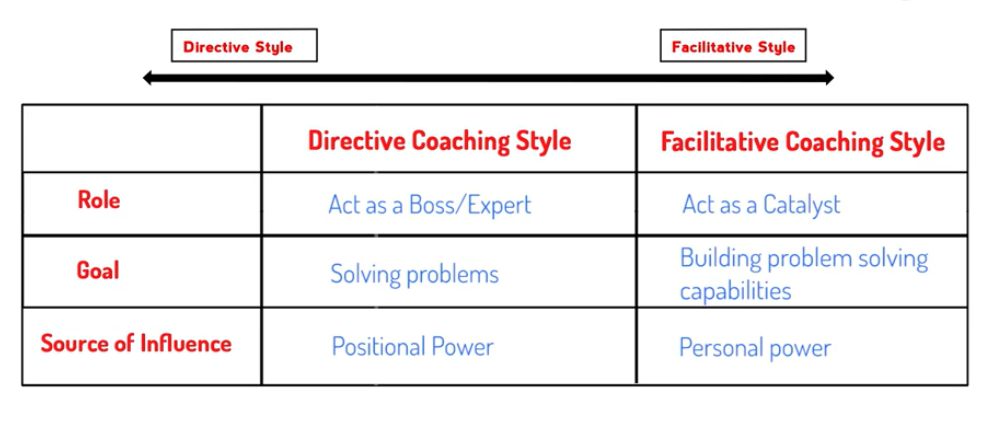 Directive Style
Facilitative Style
Directive Coaching Style
Facilitative Coaching Style
Role
Act as a Boss/Expert
Act as a Catalyst
Goal
Solving problems
Building problem solving
capabilities
Source of Influence
Positional Power
Personal power